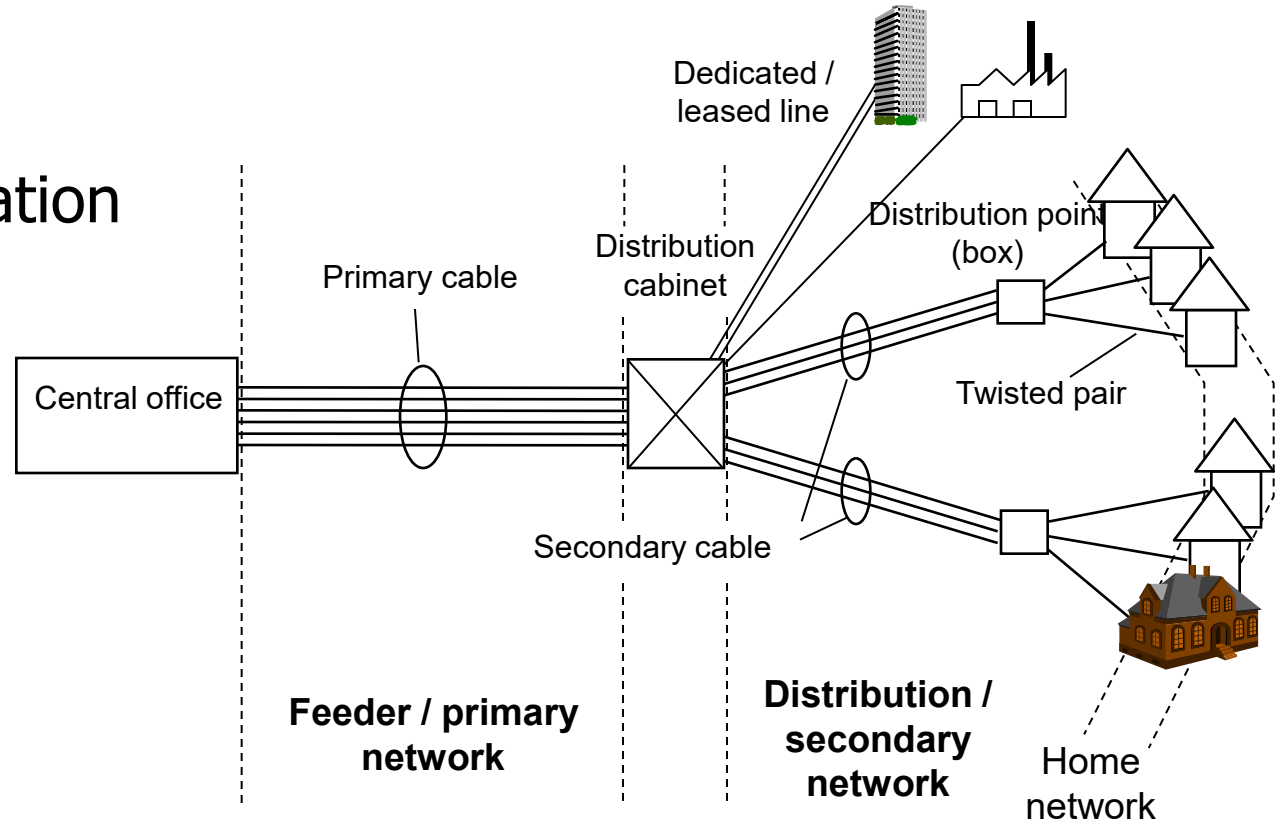 Dedicated /
leased line
ation
Distribution point
(box)
Distribution
cabinet
Primary cable
Central office
Twisted pair
Secondary cable
Feeder / primary
network
Distribution /
secondary
network
Home
network